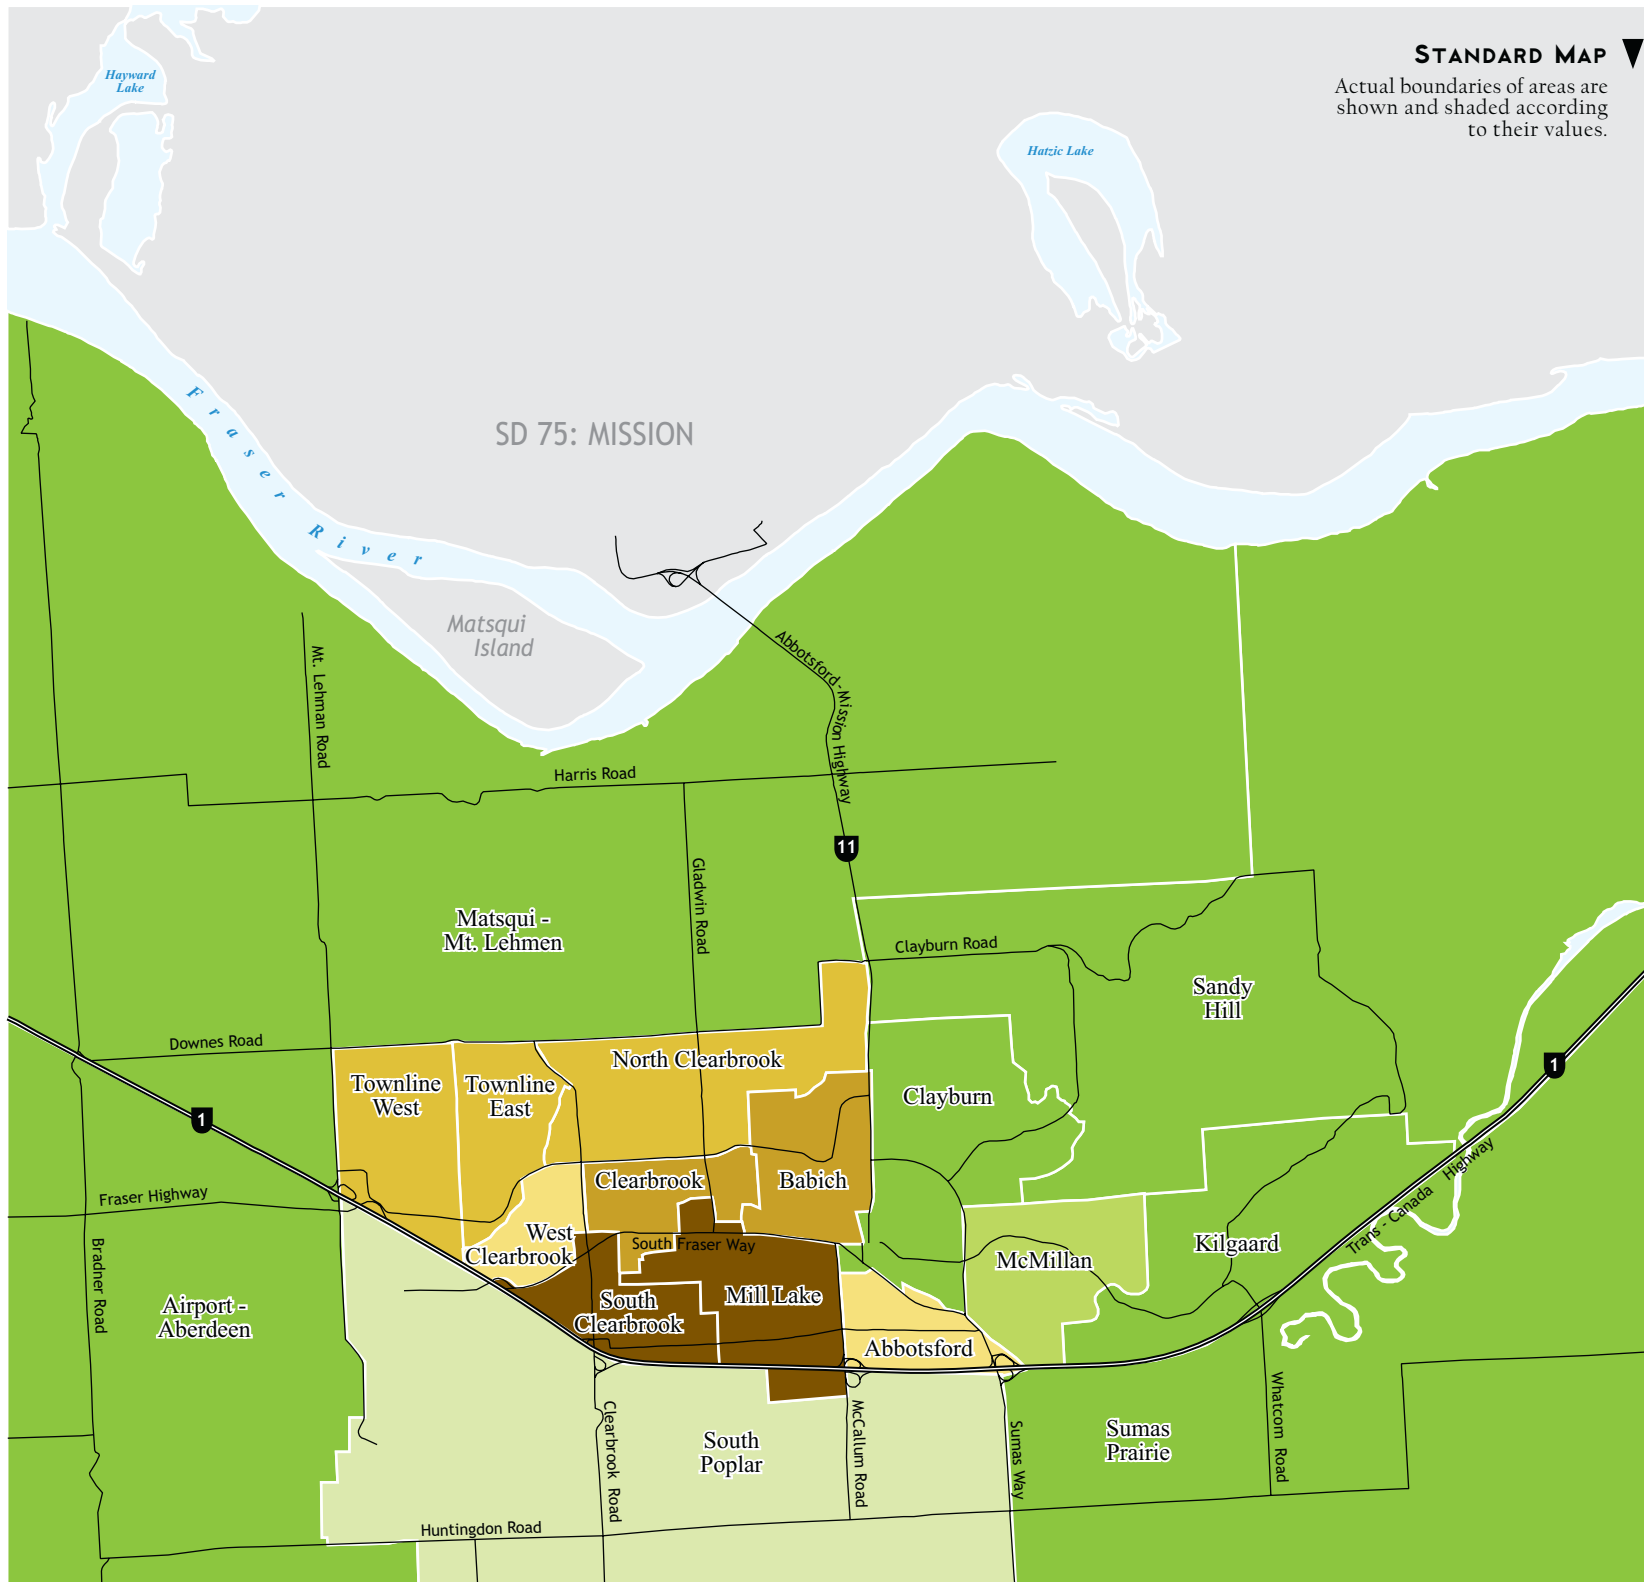 STANDARD MAP
Actual boundaries of areas are
shown and shaded according
to their values.
Hayward
Lake
Hatzic Lake
Fraser River
SD 75: MISSION
Matsqui
Island
Abbotsford-Mission Highway
Mt. Lehman Road
Harris Road
11
Gladwin Road
Matsqui -
Mt. Lehmen
Clayburn Road
Sandy
Hill
Downes Road
North Clearbrook
Townline
West
Townline
East
Clayburn
1
1
Clearbrook
Babich
Fraser Highway
Trans - Canada Highway
West
Clearbrook
South Fraser Way
McMillan
Kilgaard
Bradner Road
Airport -
Aberdeen
South
Clearbrook
Mill Lake
Abbotsford
Clearbrook Road
McCallum Road
Sumas Way
Whatcom Road
South
Poplar
Sumas
Prairie
Huntingdon Road